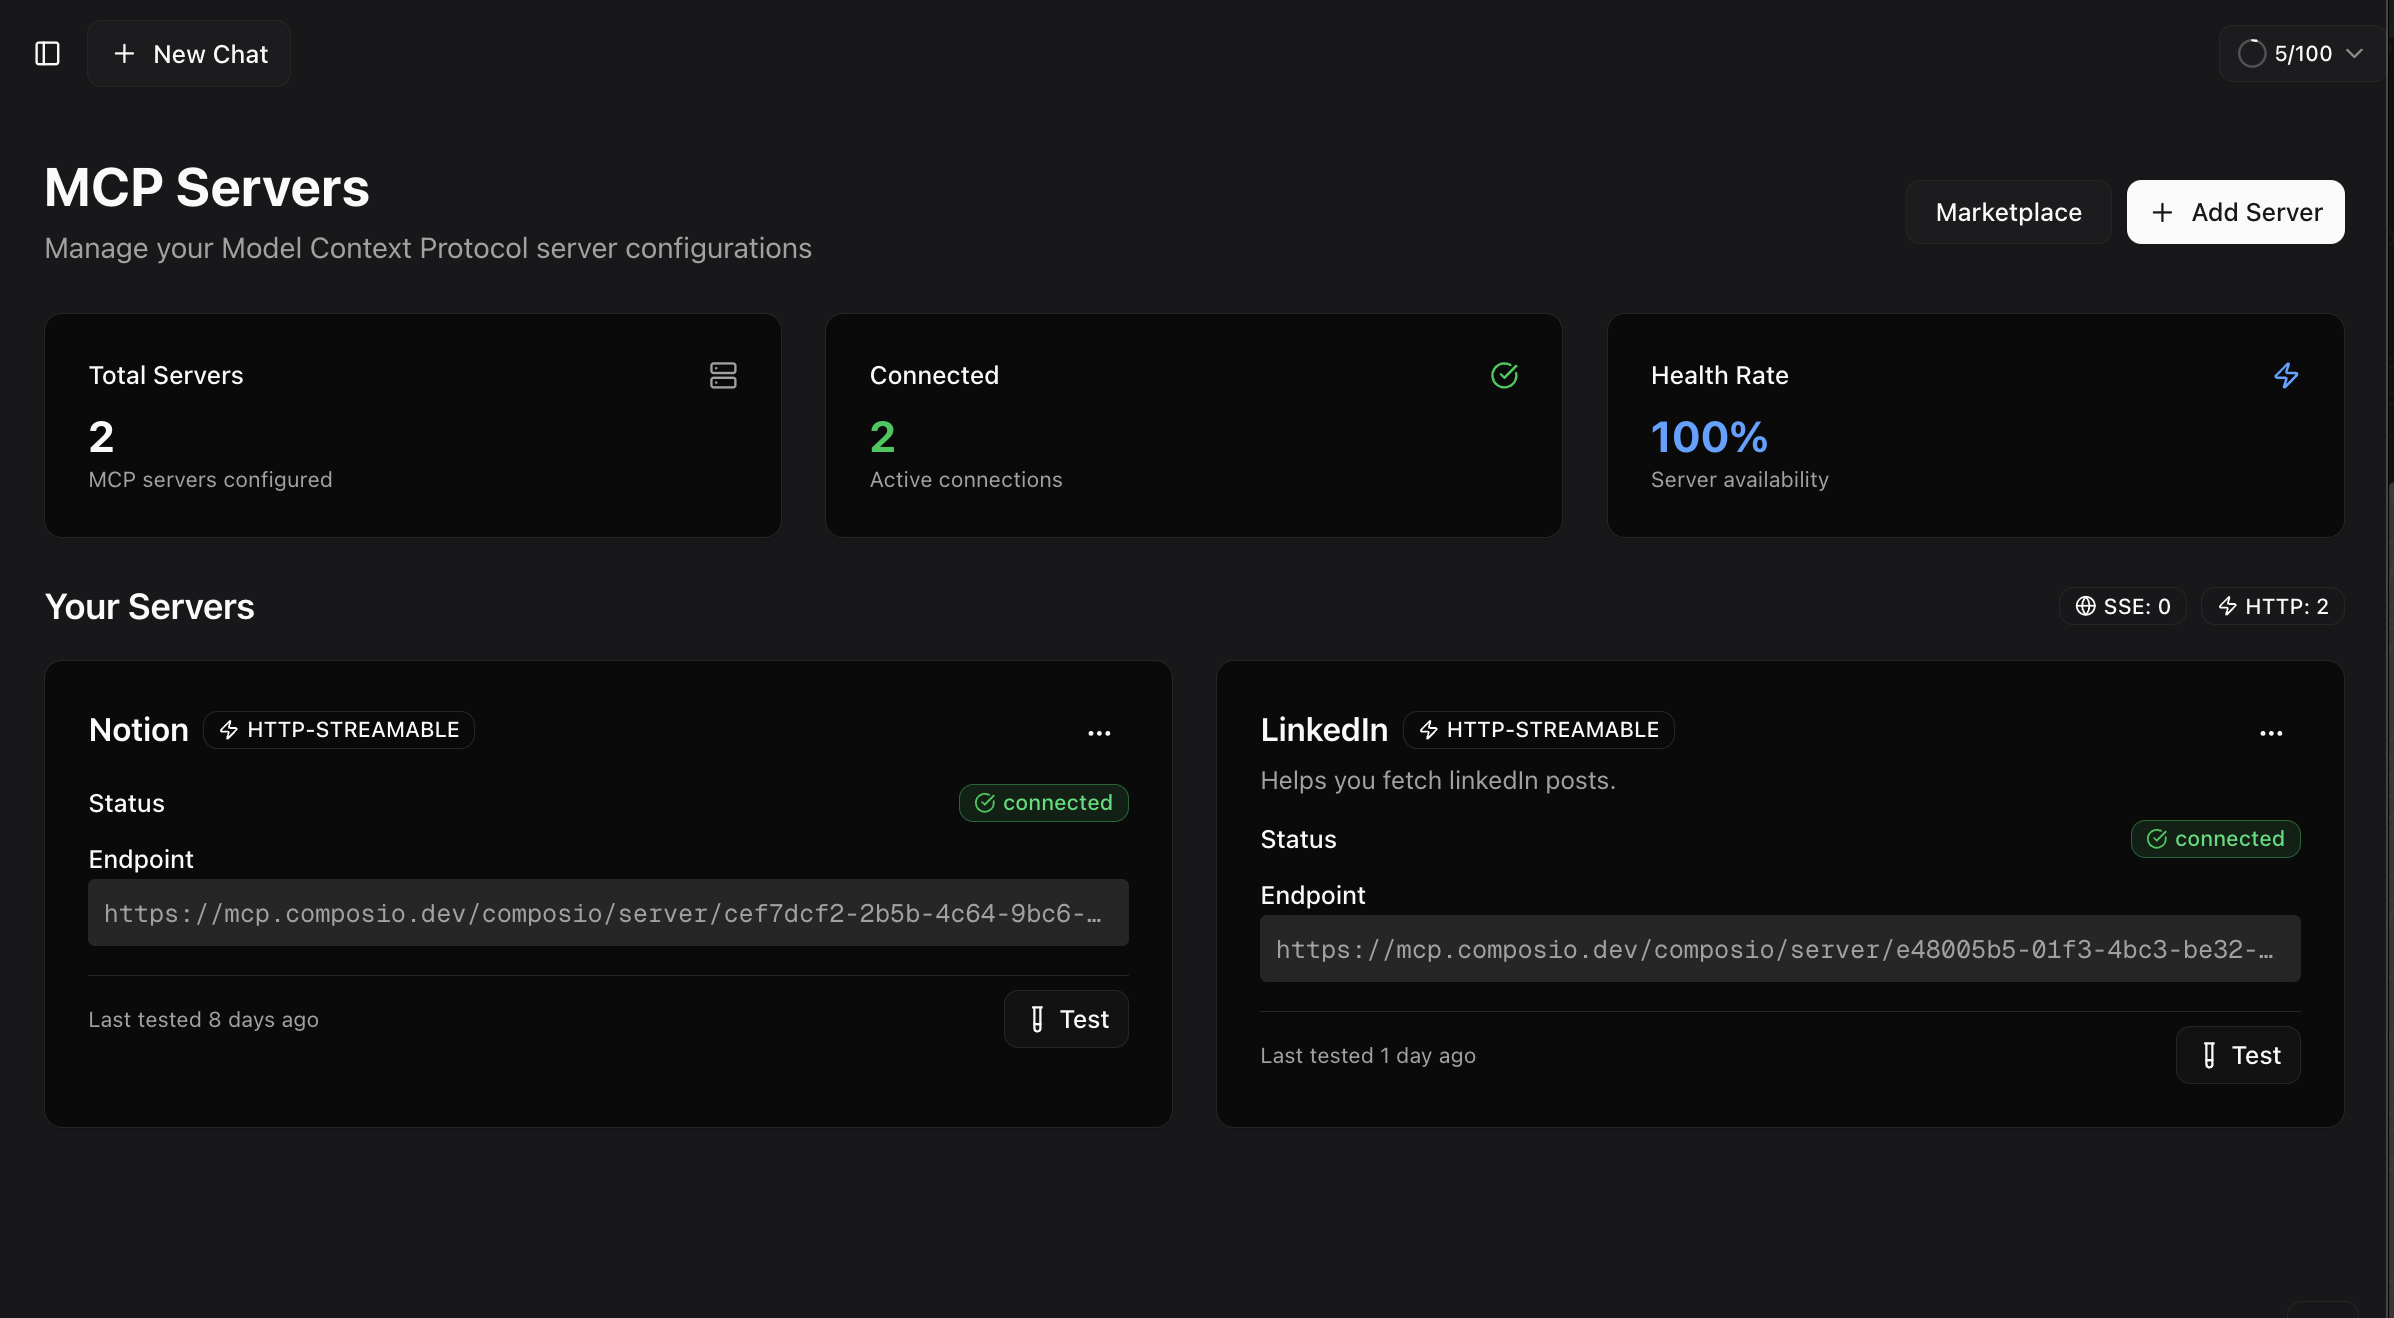 New Chat
5/100
MCP Servers
Manage your Model Context Protocol server configurations
Marketplace
Add Server
Total Servers
2
MCP servers configured
Connected
2
Active connections
Health Rate
100%
Server availability
Your Servers
SSE: 0
HTTP: 2
Notion
HTTP-STREAMABLE
Status
connected
Endpoint
https://mcp.composio.dev/composio/server/cef7dcf2-2b5b-4c64-9bc6-…
Last tested 8 days ago
Test
LinkedIn
HTTP-STREAMABLE
Helps you fetch linkedIn posts.
Status
connected
Endpoint
https://mcp.composio.dev/composio/server/e48005b5-01f3-4bc3-be32-…
Last tested 1 day ago
Test